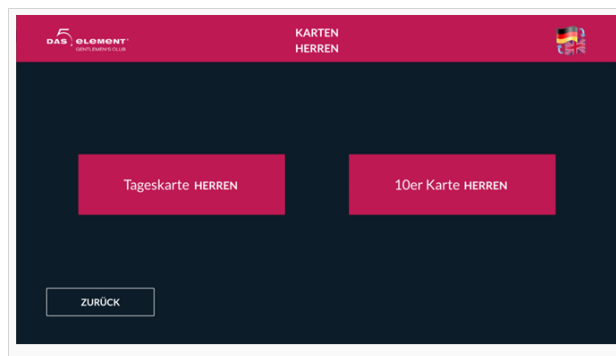 DAS 5. ELEMENT
GENTLEMEN'S CLUB
KARTEN
HERREN
Tageskarte HERREN
10er Karte HERREN
ZURÜCK